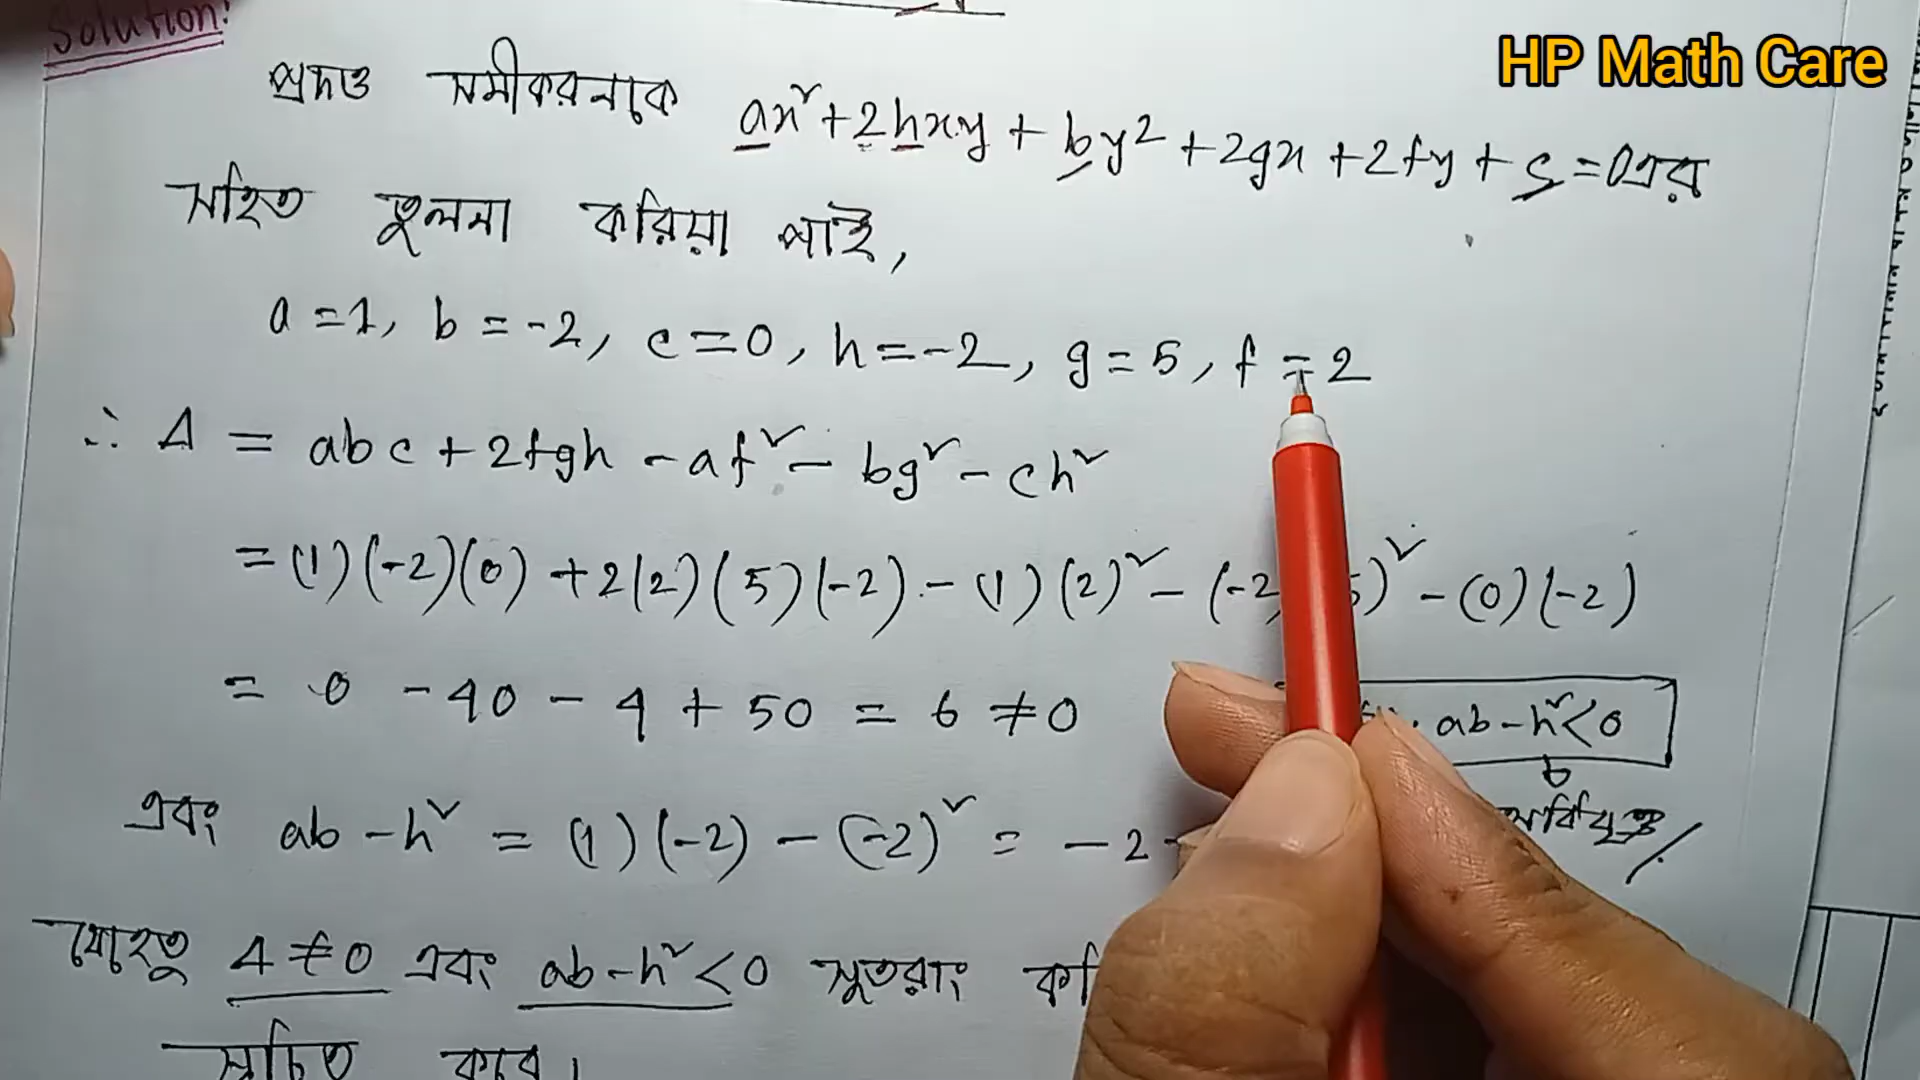 Solution:
HP Math Care
প্রদত্ত সমীকরনকে ax² + 2hxy + by² + 2gx + 2fy + c = 0 এর
সহিত তুলনা করিয়া পাই,
a = 1, b = -2, c = 0, h = -2, g = 5, f = 2
∴ Δ = abc + 2fgh - af² - bg² - ch²
= (1)(-2)(0) + 2(2)(5)(-2) - (1)(2)² - (-2 5)² - (0)(-2)
= 0 - 40 - 4 + 50 = 6 ≠ 0
ab - h² < 0
এবং ab - h² = (1)(-2) - (-2)² = - 2
যেহেতু Δ ≠ 0 এবং ab - h² < 0 সুতরাং
সূচিত করে।